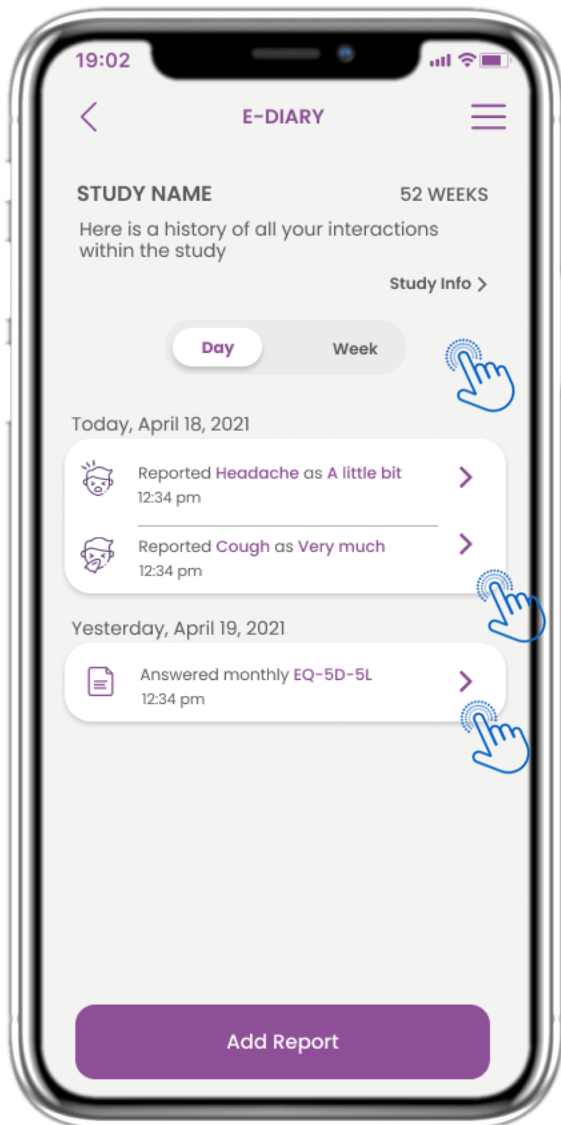 19:02
E-DIARY
STUDY NAME 52 WEEKS
Here is a history of all your interactions
within the study
Study Info >
Day Week
Today, April 18, 2021
Reported Headache as A little bit
12:34 pm
Reported Cough as Very much
12:34 pm
Yesterday, April 19, 2021
Answered monthly EQ-5D-5L
12:34 pm
Add Report